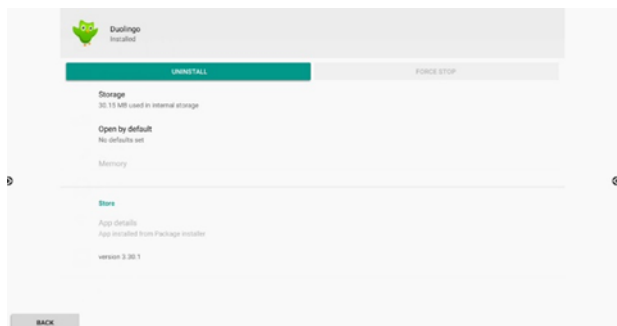 Duolingo
Installed
UNINSTALL
FORCE STOP
Storage
30.15 MB used in internal storage
Open by default
No defaults set
Memory
Store
App details
App installed from Package installer
version 3.30.1
BACK